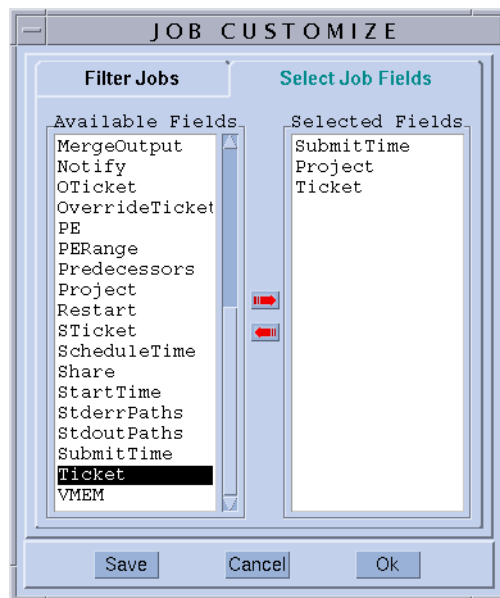 JOB CUSTOMIZE
Filter Jobs
Select Job Fields
Available Fields
MergeOutput
Notify
OTicket
OverrideTicket
PE
PERange
Predecessors
Project
Restart
STicket
ScheduleTime
Share
StartTime
StderrPaths
StdoutPaths
SubmitTime
Ticket
VMEM
Selected Fields
SubmitTime
Project
Ticket
Save
Cancel
Ok